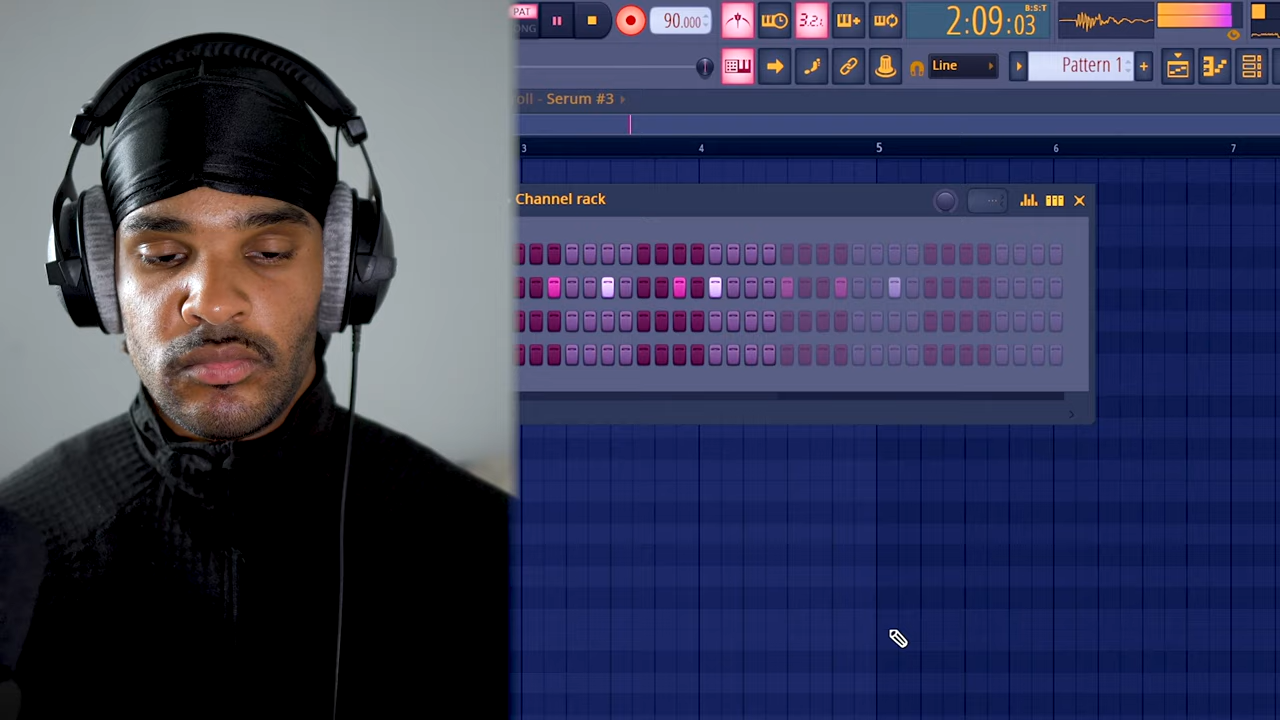 PAT
90.000
3.2.
B:S:T
2:09:03
Line
Pattern 1
oll - Serum #3
3 4 5 6 7
Channel rack